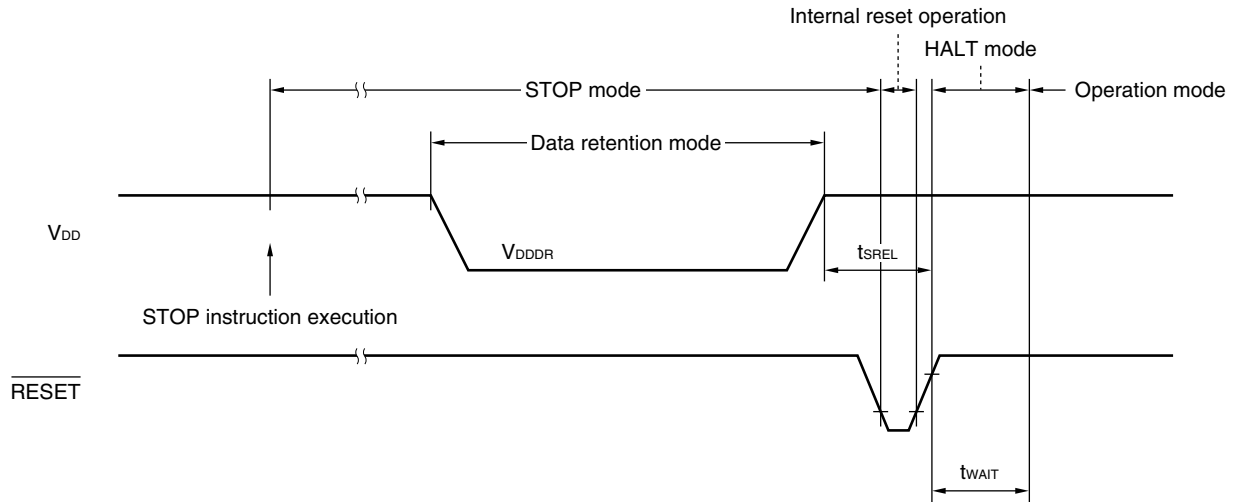 Internal reset operation
HALT mode
STOP mode
Operation mode
Data retention mode
VDD
VDDDR
tSREL
STOP instruction execution
RESET
tWAIT